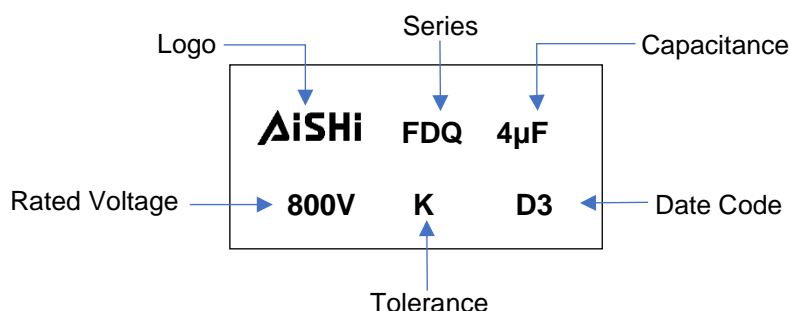 Logo Series Capacitance
AiSHi FDQ 4µF
Rated Voltage 800V K D3 Date Code
Tolerance